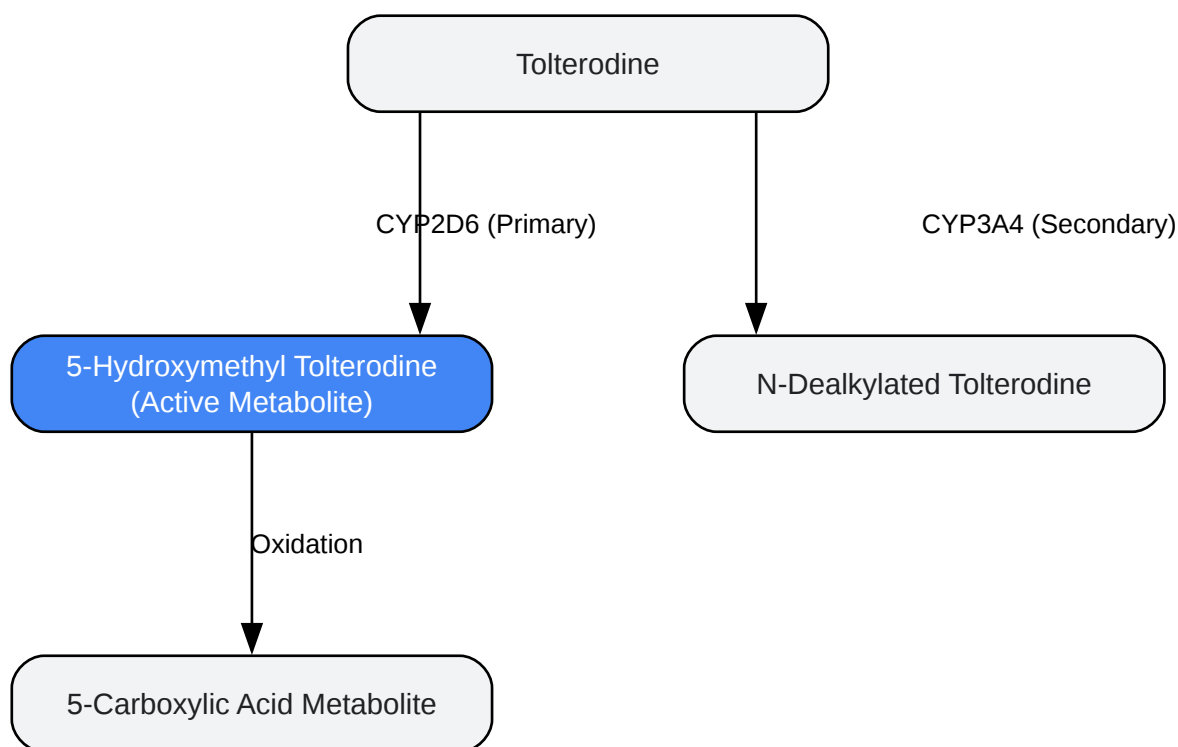 Tolterodine
CYP2D6 (Primary)
CYP3A4 (Secondary)
5-Hydroxymethyl Tolterodine
(Active Metabolite)
N-Dealkylated Tolterodine
Oxidation
5-Carboxylic Acid Metabolite